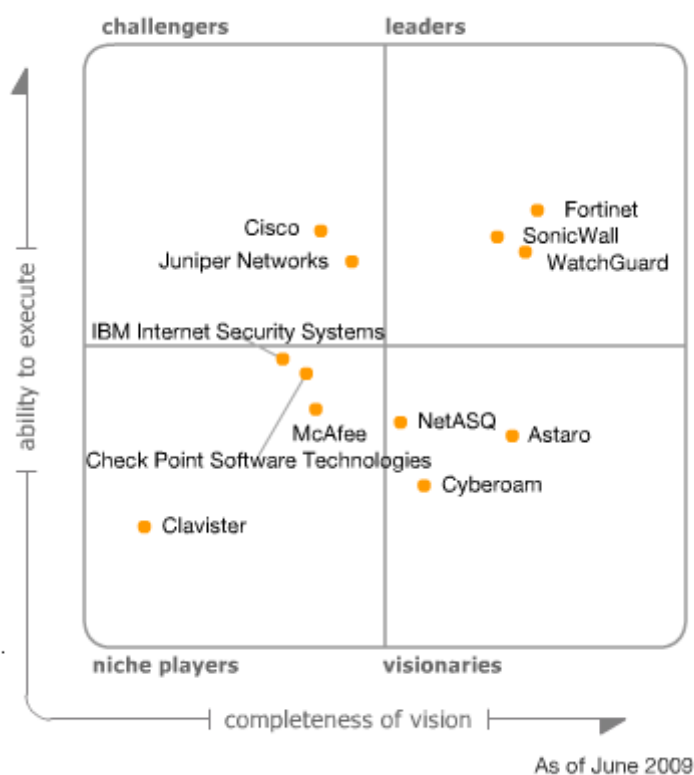 challengers
leaders
Fortinet
Cisco
SonicWall
Juniper Networks
WatchGuard
ability to execute
IBM Internet Security Systems
NetASQ
McAfee
Astaro
Check Point Software Technologies
Cyberoam
Clavister
niche players
visionaries
completeness of vision
As of June 2009